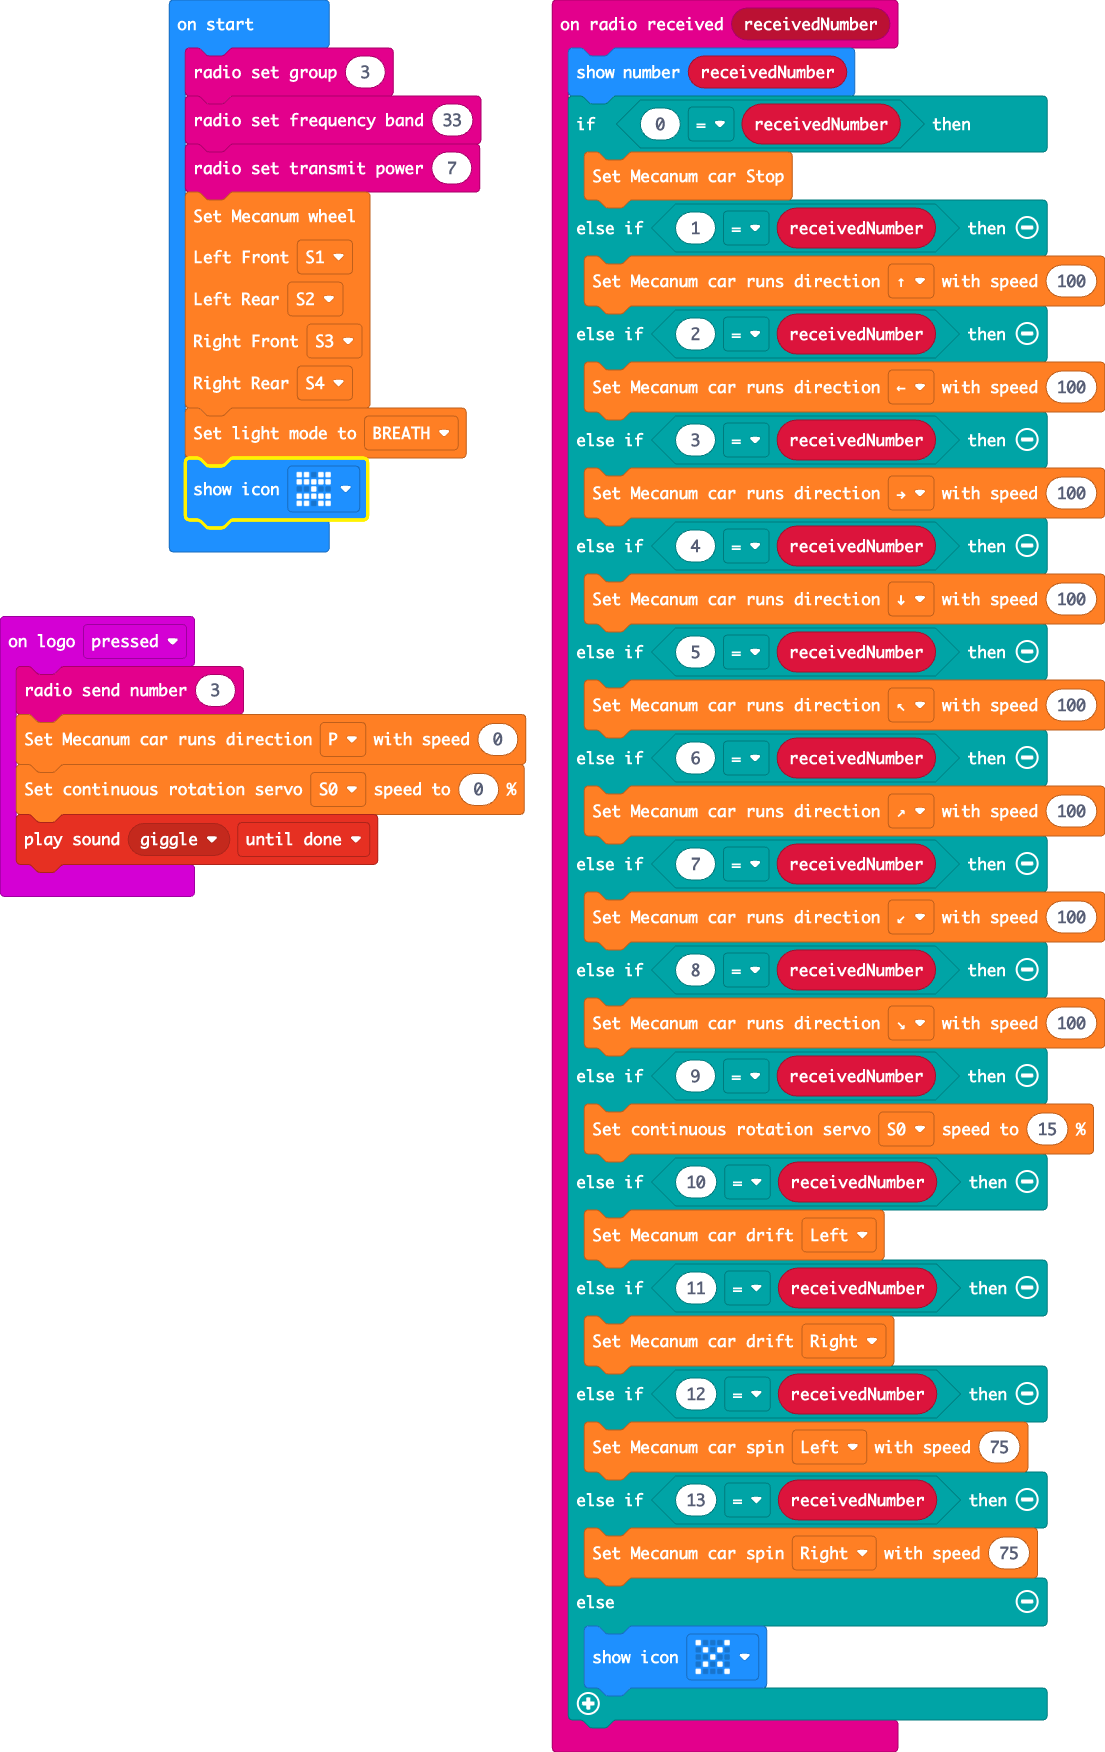 on start
radio set group 3
radio set frequency band 33
radio set transmit power 7
Set Mecanum wheel
Left Front S1
Left Rear S2
Right Front S3
Right Rear S4
Set light mode to BREATH
show icon
on logo pressed
radio send number 3
Set Mecanum car runs direction P with speed 0
Set continuous rotation servo S0 speed to 0 %
play sound giggle until done
on radio received receivedNumber
show number receivedNumber
if 0 = receivedNumber then
Set Mecanum car Stop
else if 1 = receivedNumber then
Set Mecanum car runs direction ↑ with speed 100
else if 2 = receivedNumber then
Set Mecanum car runs direction ← with speed 100
else if 3 = receivedNumber then
Set Mecanum car runs direction → with speed 100
else if 4 = receivedNumber then
Set Mecanum car runs direction ↓ with speed 100
else if 5 = receivedNumber then
Set Mecanum car runs direction ↖ with speed 100
else if 6 = receivedNumber then
Set Mecanum car runs direction ↗ with speed 100
else if 7 = receivedNumber then
Set Mecanum car runs direction ↙ with speed 100
else if 8 = receivedNumber then
Set Mecanum car runs direction ↘ with speed 100
else if 9 = receivedNumber then
Set continuous rotation servo S0 speed to 15 %
else if 10 = receivedNumber then
Set Mecanum car drift Left
else if 11 = receivedNumber then
Set Mecanum car drift Right
else if 12 = receivedNumber then
Set Mecanum car spin Left with speed 75
else if 13 = receivedNumber then
Set Mecanum car spin Right with speed 75
else
show icon